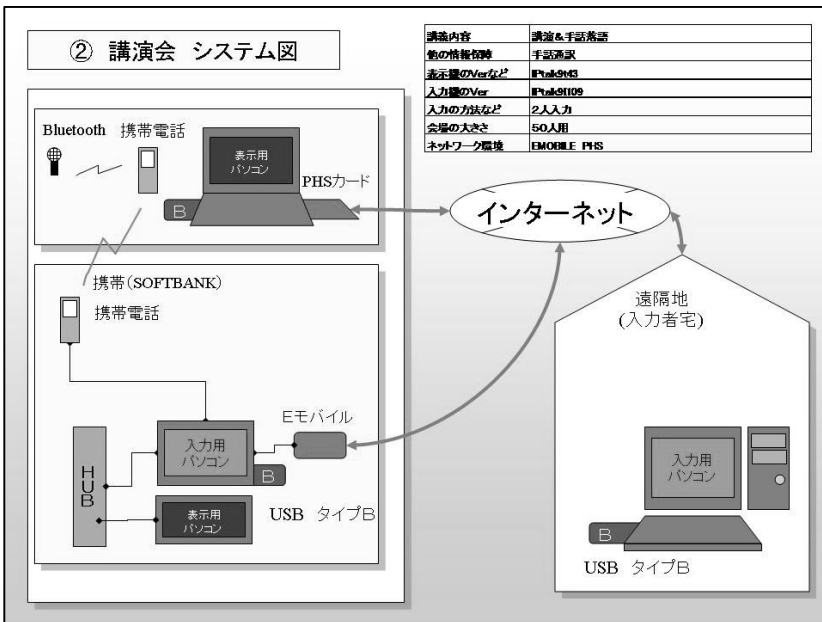 ② 講演会 システム図
講義内容 講演&手話落語
他の情報保障 手話通訳
表示機のVerなど IPtalk9t43
入力機のVer IPtalk9t109
入力の方法など 2人入力
会場の大きさ 50人用
ネットワーク環境 EMOBILE PHS
Bluetooth 携帯電話
表示用
パソコン
PHSカード
B
インターネット
携帯(SOFTBANK)
携帯電話
遠隔地
(入力者宅)
Eモバイル
入力用
パソコン
B
HUB
表示用
パソコン
USB タイプB
入力用
パソコン
B
USB タイプB